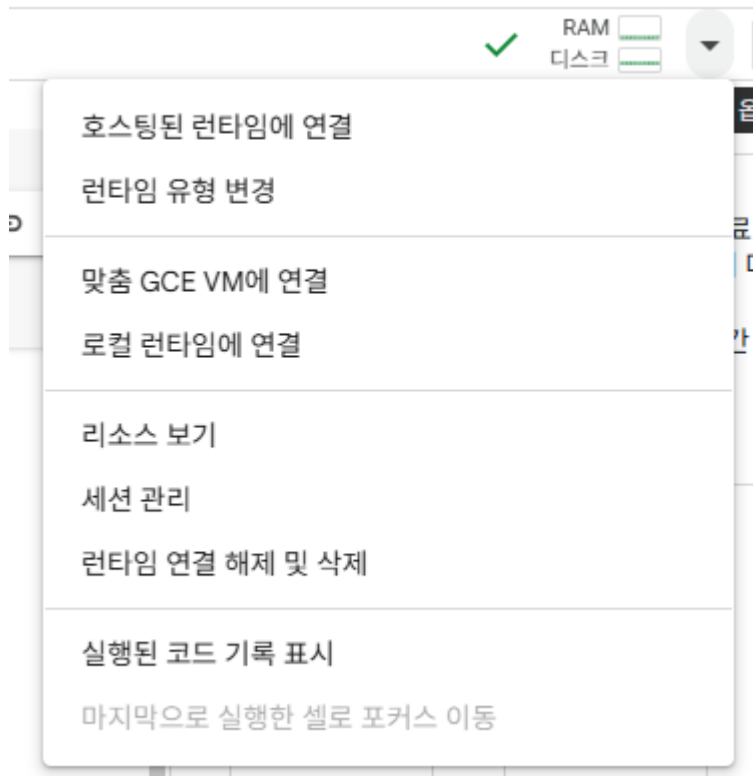 RAM
디스크
호스팅된 런타임에 연결
런타임 유형 변경
맞춤 GCE VM에 연결
로컬 런타임에 연결
리소스 보기
세션 관리
런타임 연결 해제 및 삭제
실행된 코드 기록 표시
마지막으로 실행한 셀로 포커스 이동